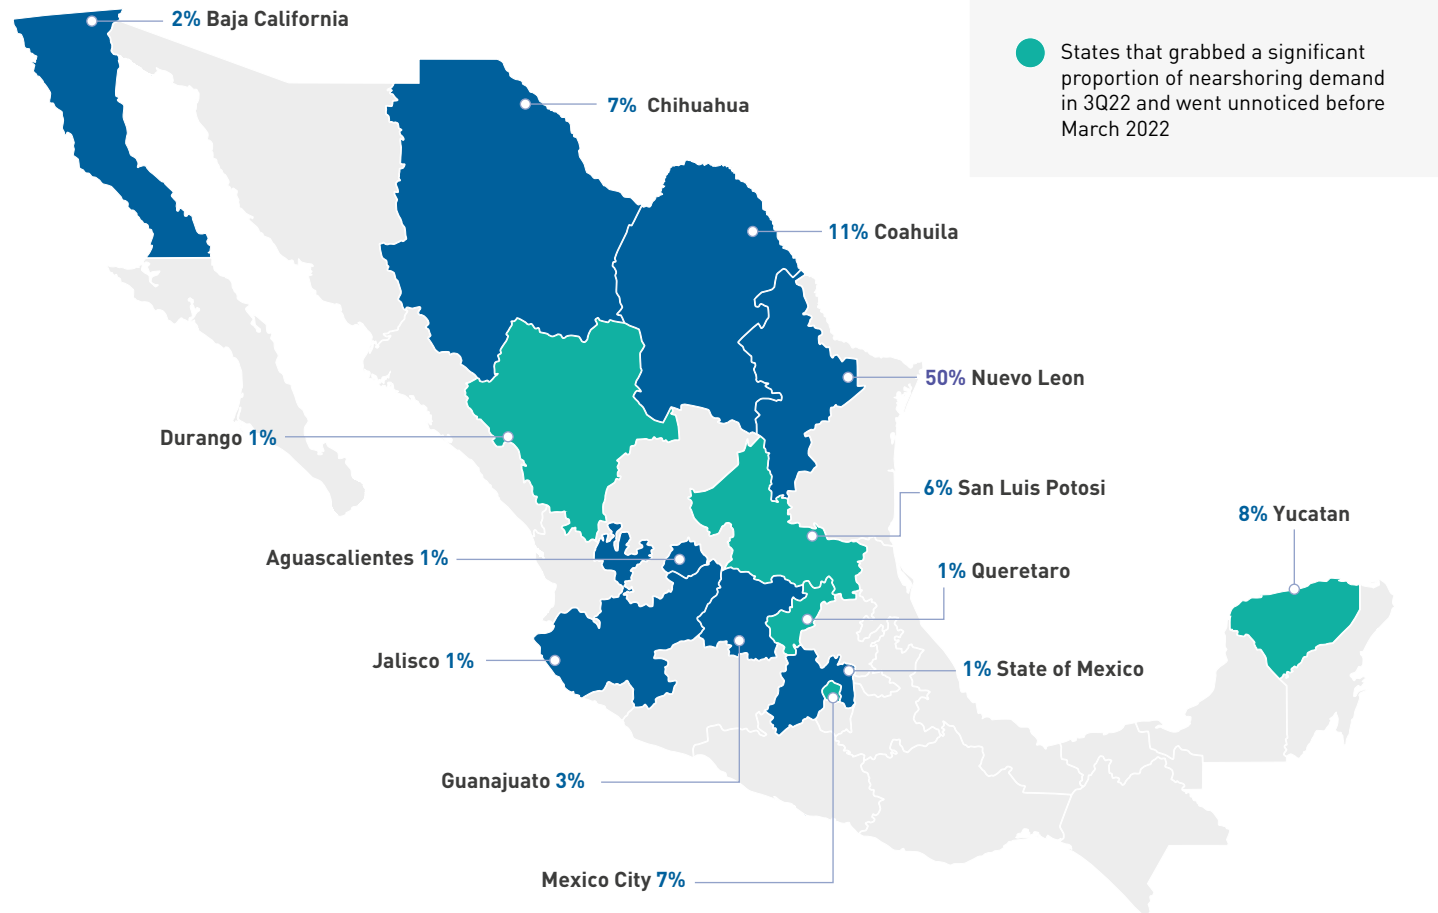 2% Baja California
States that grabbed a significant
proportion of nearshoring demand
in 3Q22 and went unnoticed before
March 2022
7% Chihuahua
11% Coahuila
50% Nuevo Leon
Durango 1%
6% San Luis Potosi
8% Yucatan
Aguascalientes 1%
1% Queretaro
Jalisco 1%
1% State of Mexico
Guanajuato 3%
Mexico City 7%